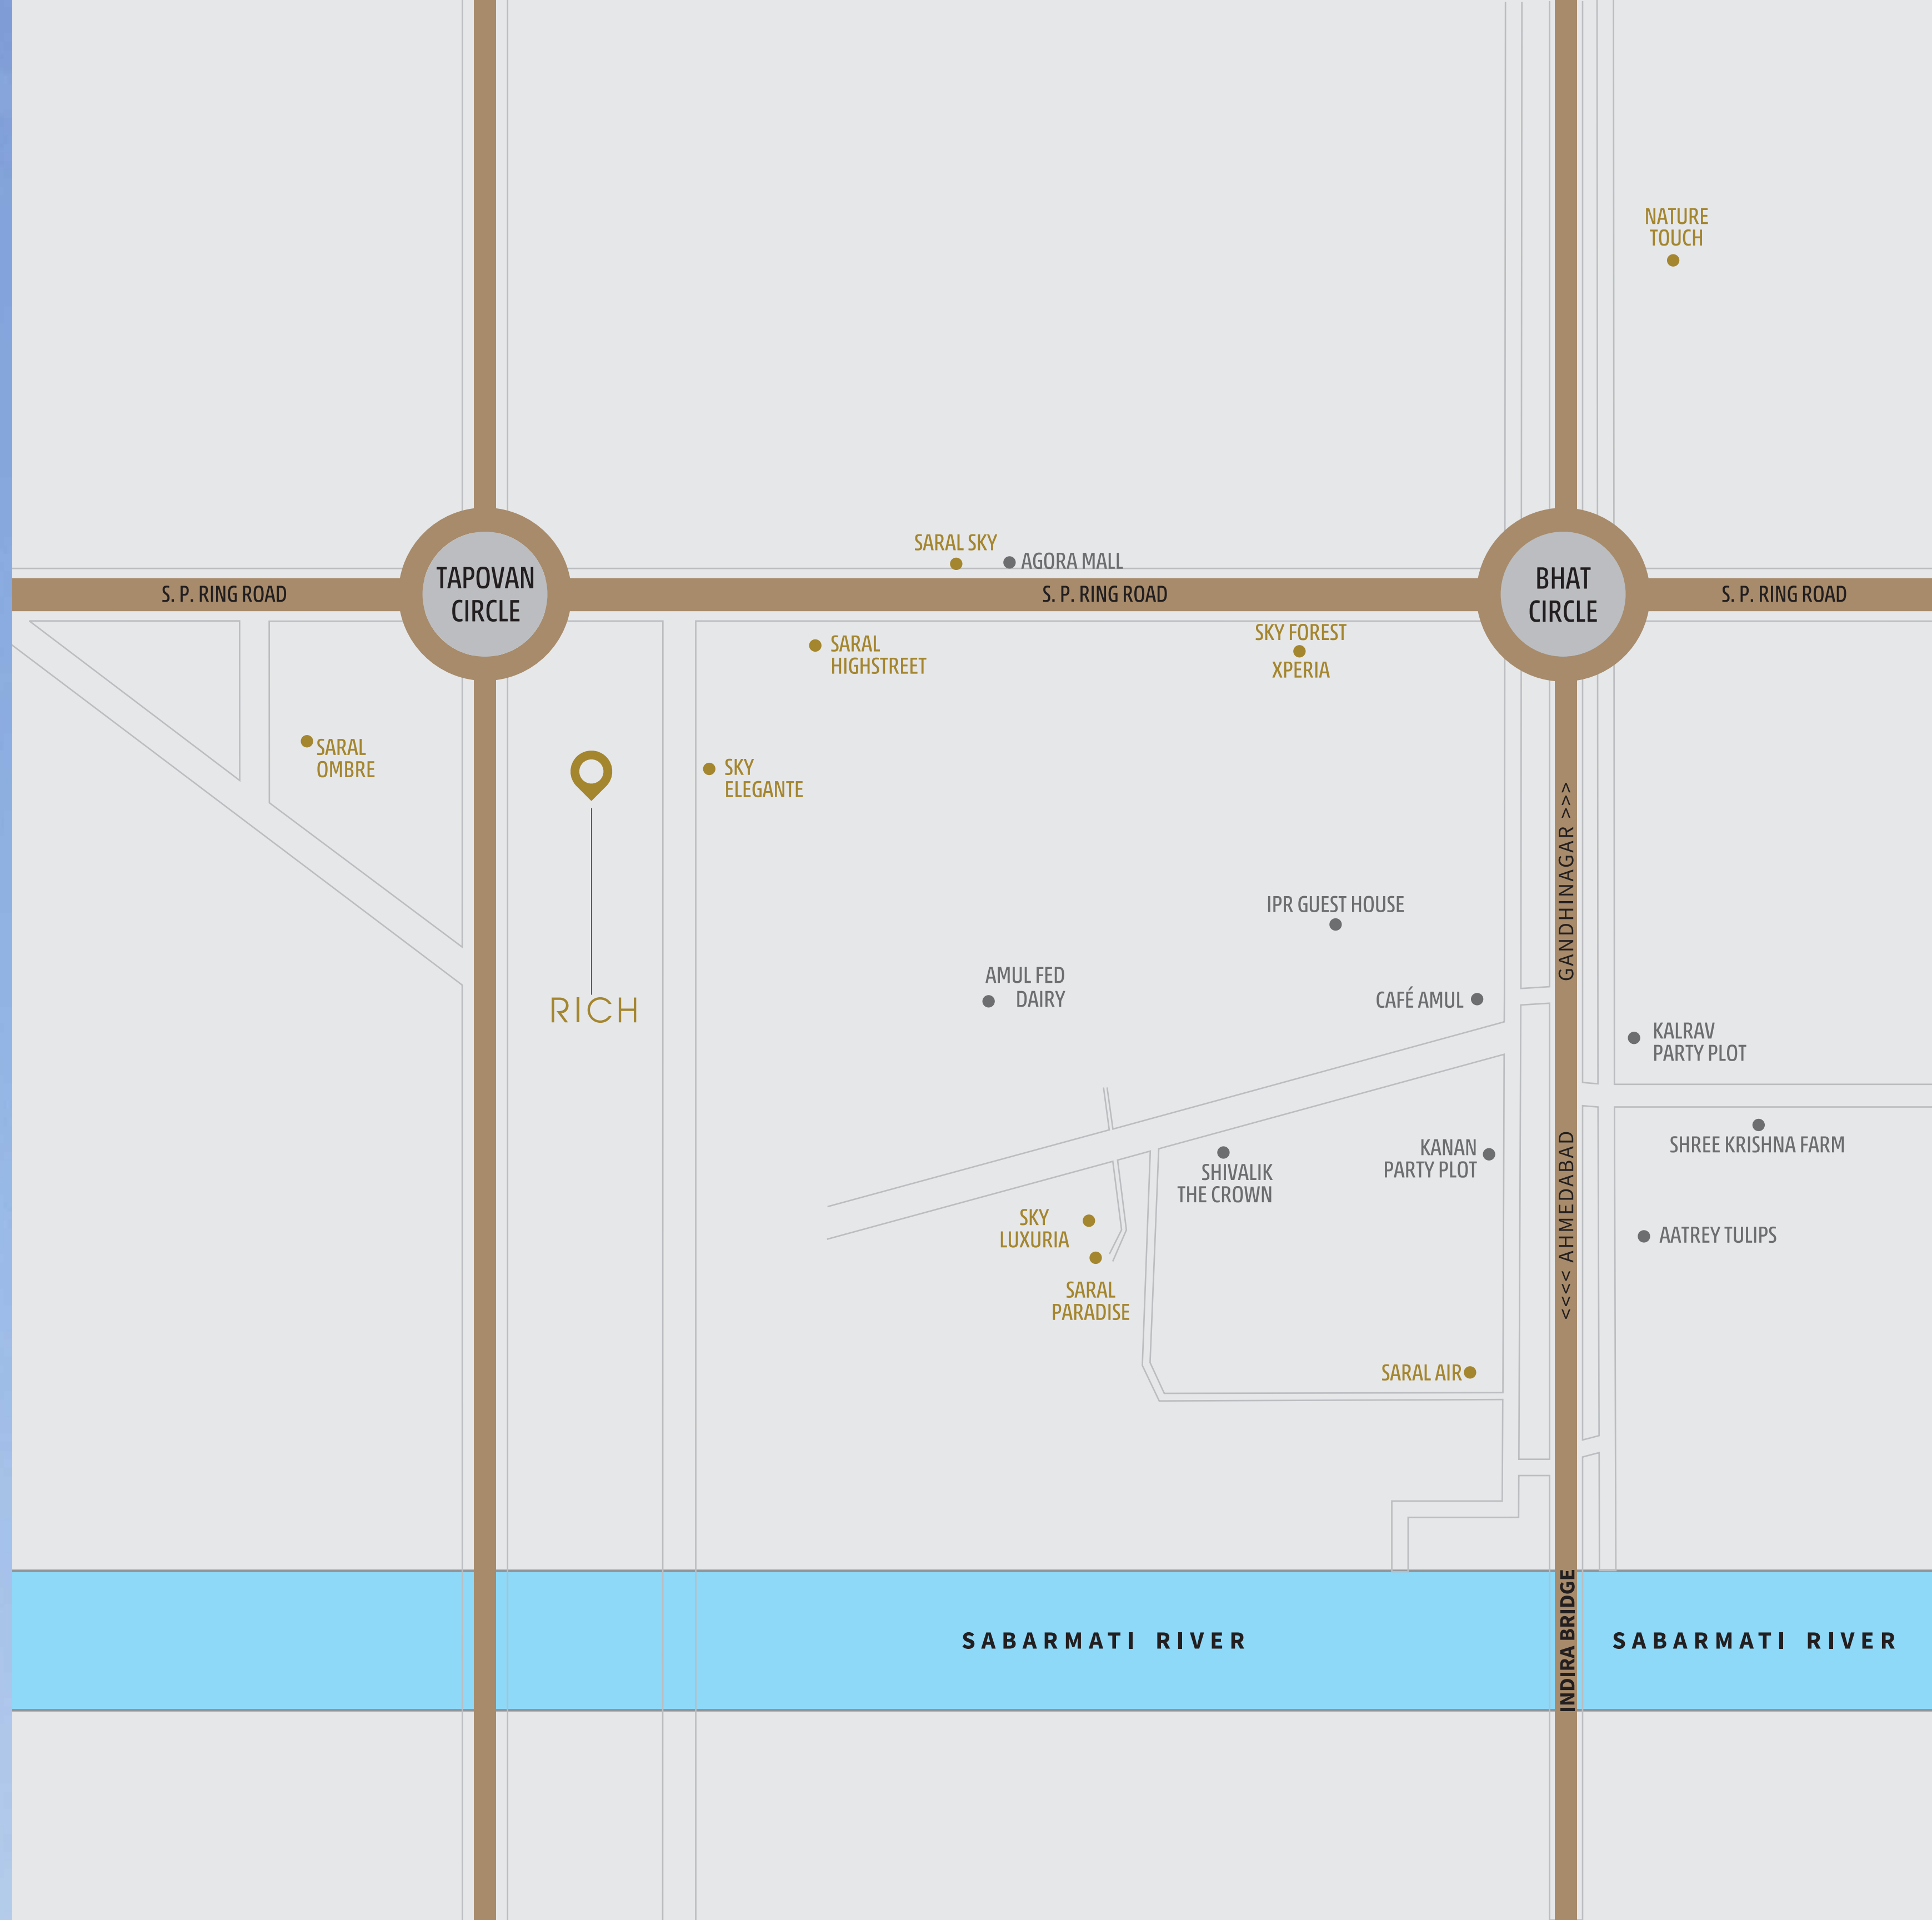 NATURE
TOUCH
SARAL SKY
AGORA MALL
TAPOVAN
CIRCLE
BHAT
CIRCLE
S. P. RING ROAD
S. P. RING ROAD
S. P. RING ROAD
SARAL
HIGHSTREET
SKY FOREST
XPERIA
SARAL
OMBRE
SKY
ELEGANTE
GANDHINAGAR >>>
IPR GUEST HOUSE
AMUL FED
DAIRY
CAFÉ AMUL
RICH
KALRAV
PARTY PLOT
SHREE KRISHNA FARM
KANAN
PARTY PLOT
SHIVALIK
THE CROWN
<<<< AHMEDABAD
SKY
LUXURIA
AATREY TULIPS
SARAL
PARADISE
SARAL AIR
INDIRA BRIDGE
SABARMATI RIVER
SABARMATI RIVER